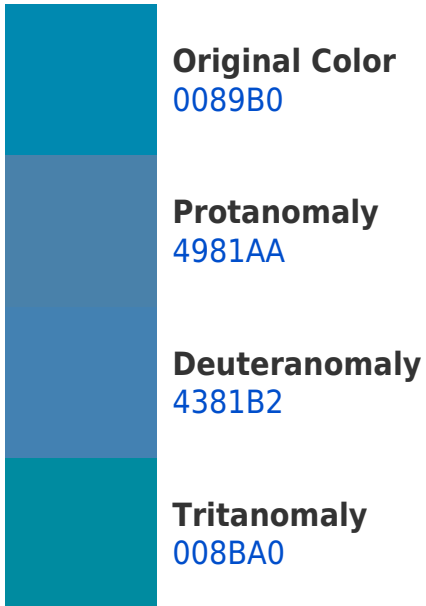 Original Color
0089B0
Protanomaly
4981AA
Deuteranomaly
4381B2
Tritanomaly
008BA0